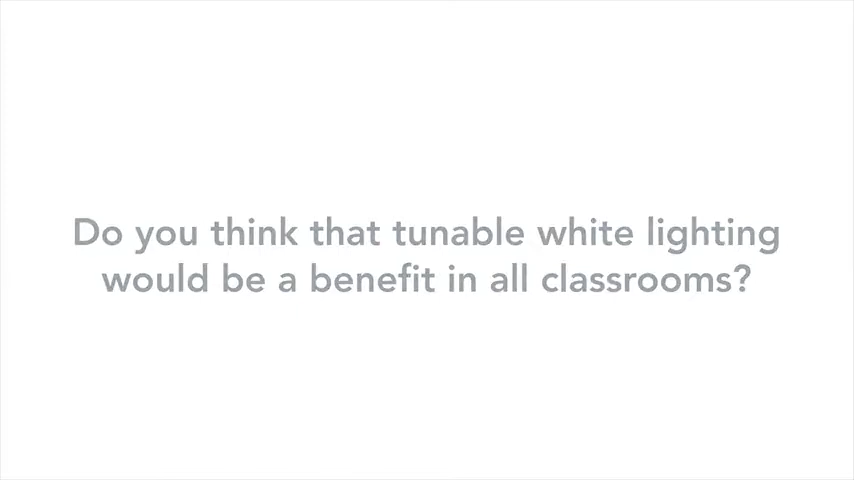 Do you think that tunable white lighting
would be a benefit in all classrooms?